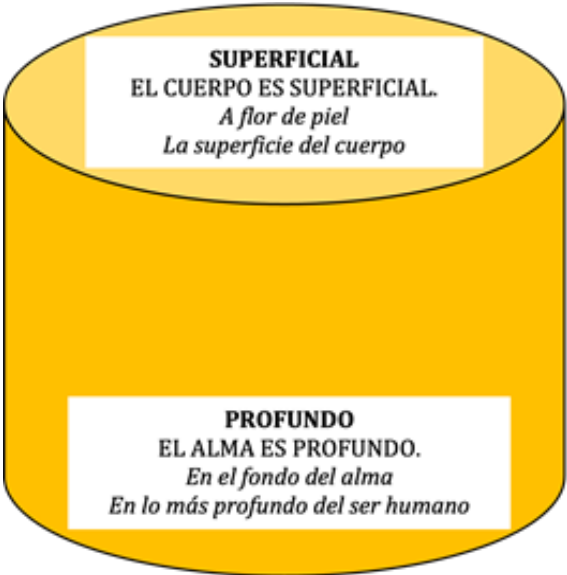 SUPERFICIAL
EL CUERPO ES SUPERFICIAL.
A flor de piel
La superficie del cuerpo
PROFUNDO
EL ALMA ES PROFUNDO.
En el fondo del alma
En lo más profundo del ser humano